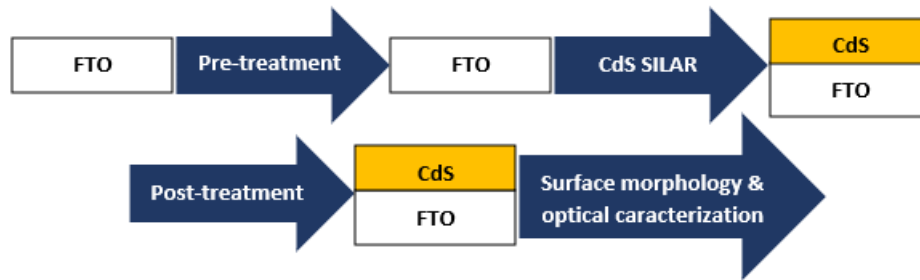 FTO
Pre-treatment
FTO
CdS SILAR
CdS
FTO
Post-treatment
CdS
FTO
Surface morphology &
optical caracterization